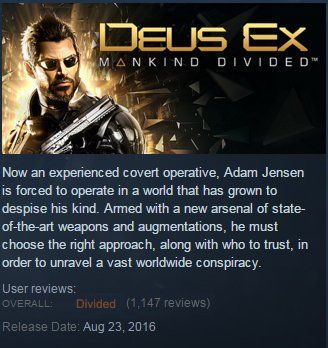 DEUS EX
MANKIND DIVIDED™
Now an experienced covert operative, Adam Jensen
is forced to operate in a world that has grown to
despise his kind. Armed with a new arsenal of state-
of-the-art weapons and augmentations, he must
choose the right approach, along with who to trust, in
order to unravel a vast worldwide conspiracy.
User reviews:
OVERALL: Divided (1,147 reviews)
Release Date: Aug 23, 2016